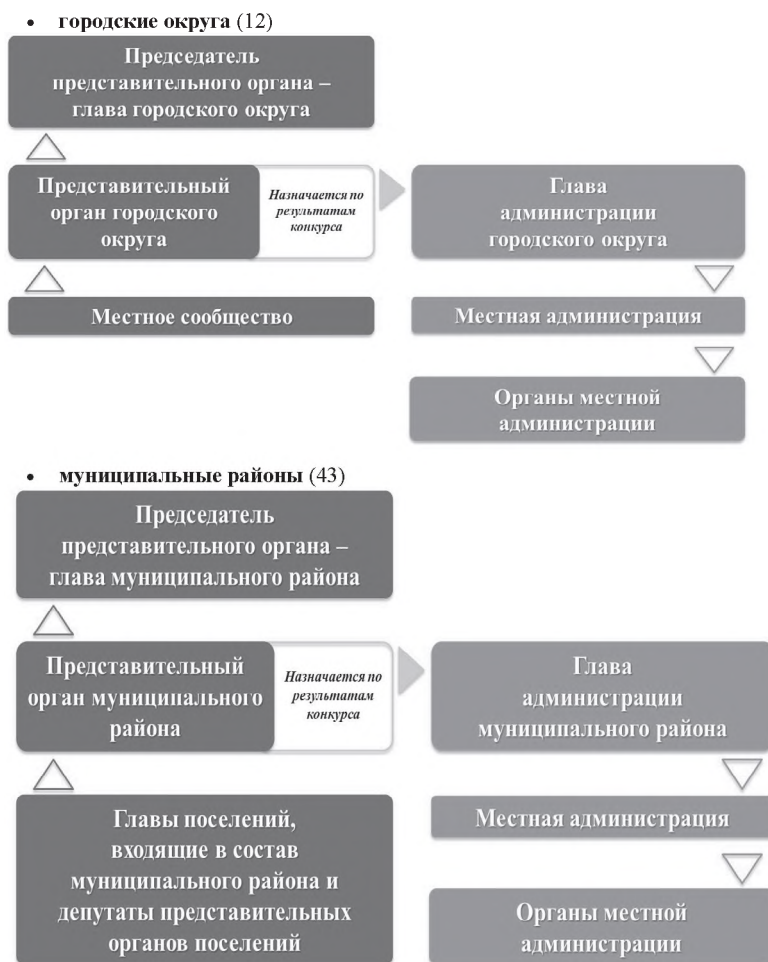 • городские округа (12)
Председатель
представительного органа –
глава городского округа
Представительный
орган городского
округа
Назначается по
результатам
конкурса
Глава
администрации
городского округа
Местное сообщество
Местная администрация
Органы местной
администрации
• муниципальные районы (43)
Председатель
представительного органа –
глава муниципального района
Представительный
орган муниципального
района
Назначается по
результатам
конкурса
Глава
администрации
муниципального района
Главы поселений,
входящие в состав
муниципального района и
депутаты представительных
органов поселений
Местная администрация
Органы местной
администрации